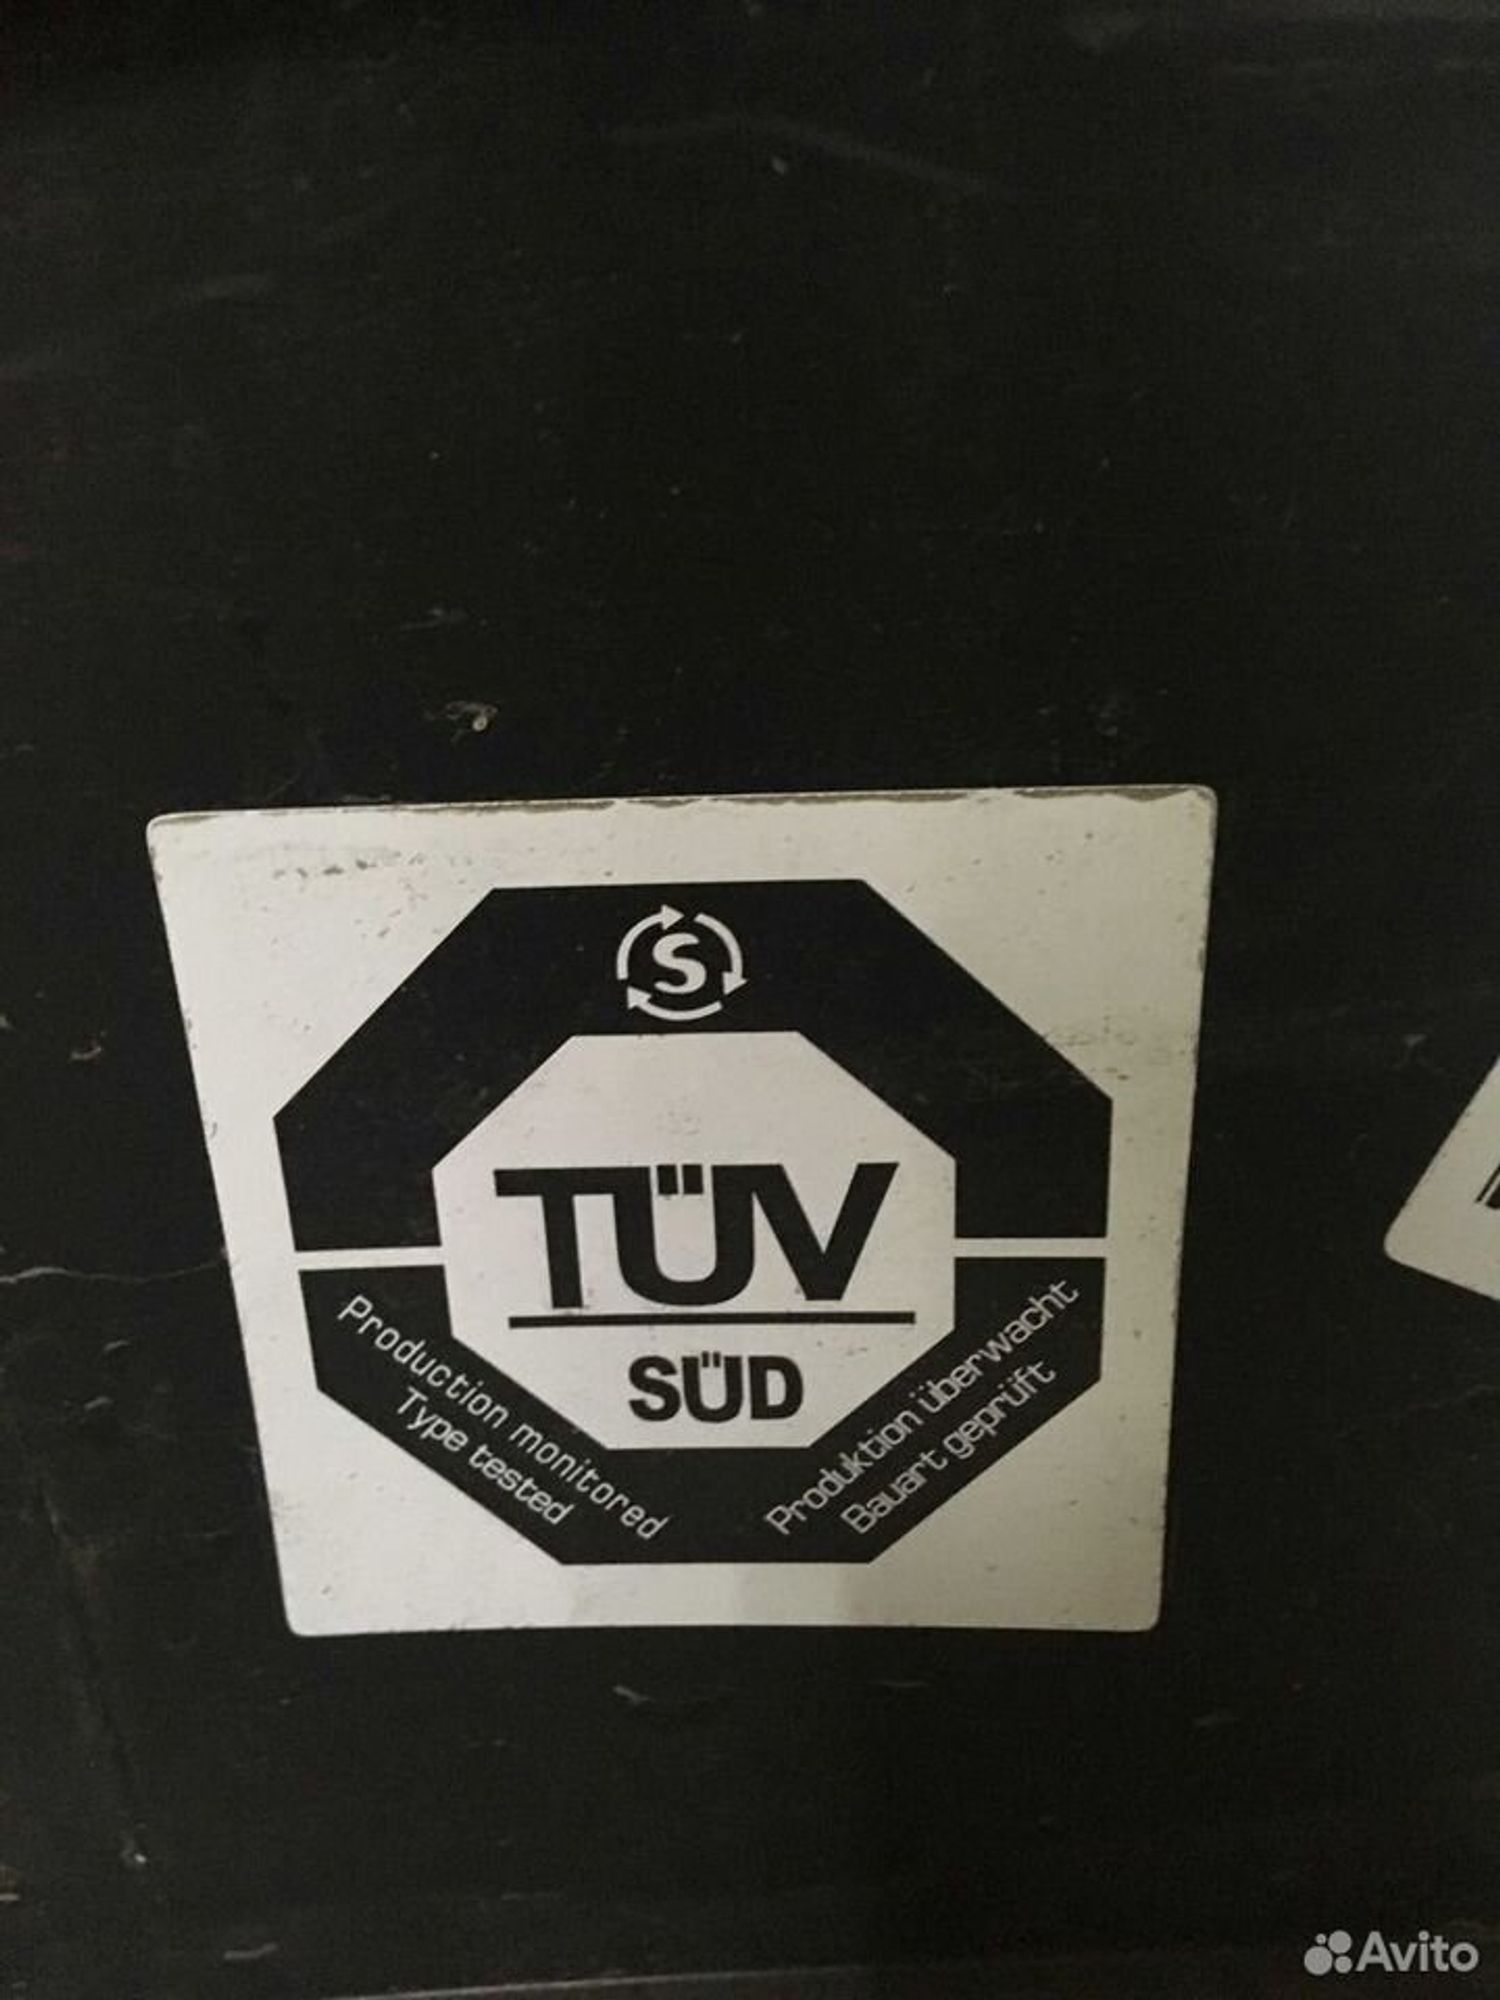 S
TÜV
SÜD
Production monitored
Type tested
Produktion überwacht
Bauart geprüft
Avito